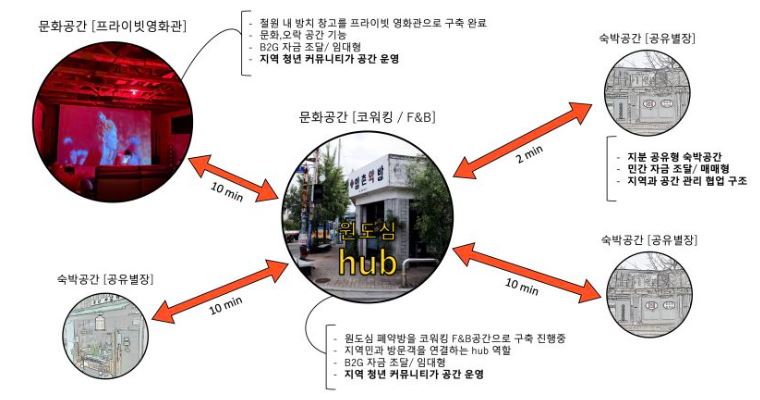 문화공간 [프라이빗영화관]
- 철원 내 방치 창고를 프라이빗 영화관으로 구축 완료
- 문화,오락 공간 기능
- B2G 자금 조달/ 임대형
- 지역 청년 커뮤니티가 공간 운영
숙박공간 [공유별장]
문화공간 [코워킹 / F&B]
2 min
- 지분 공유형 숙박공간
- 민간 자금 조달/ 매매형
- 지역과 공간 관리 협업 구조
10 min
원도심
hub
숙박공간 [공유별장]
숙박공간 [공유별장]
10 min
10 min
- 원도심 폐약방을 코워킹 F&B공간으로 구축 진행중
- 지역민과 방문객을 연결하는 hub 역할
- B2G 자금 조달/ 임대형
- 지역 청년 커뮤니티가 공간 운영